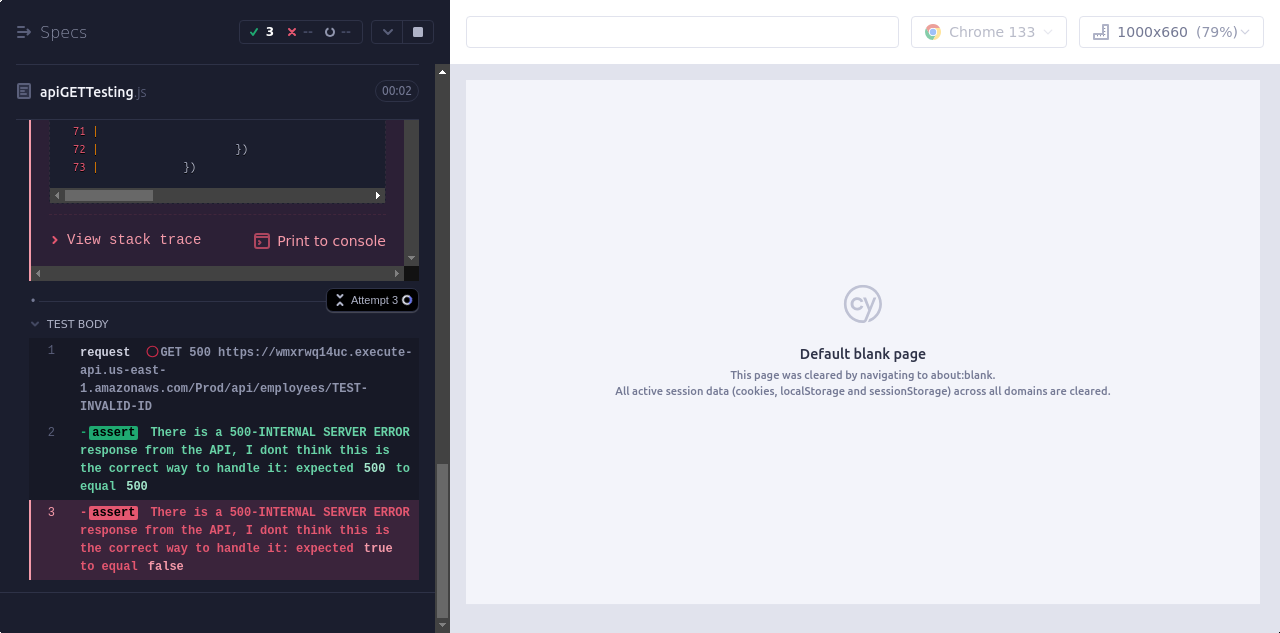 Specs
3
--
--
Chrome 133
1000x660 (79%)
apiGETTesting.js
00:02
71 |
72 | })
73 | })
View stack trace
Print to console
Attempt 3
TEST BODY
1 request GET 500 https://wmxrwq14uc.execute-
api.us-east-
1.amazonaws.com/Prod/api/employees/TEST-
INVALID-ID
2 -assert There is a 500-INTERNAL SERVER ERROR
response from the API, I dont think this is
the correct way to handle it: expected 500 to
equal 500
3 -assert There is a 500-INTERNAL SERVER ERROR
response from the API, I dont think this is
the correct way to handle it: expected true
to equal false
cy
Default blank page
This page was cleared by navigating to about:blank.
All active session data (cookies, localStorage and sessionStorage) across all domains are cleared.